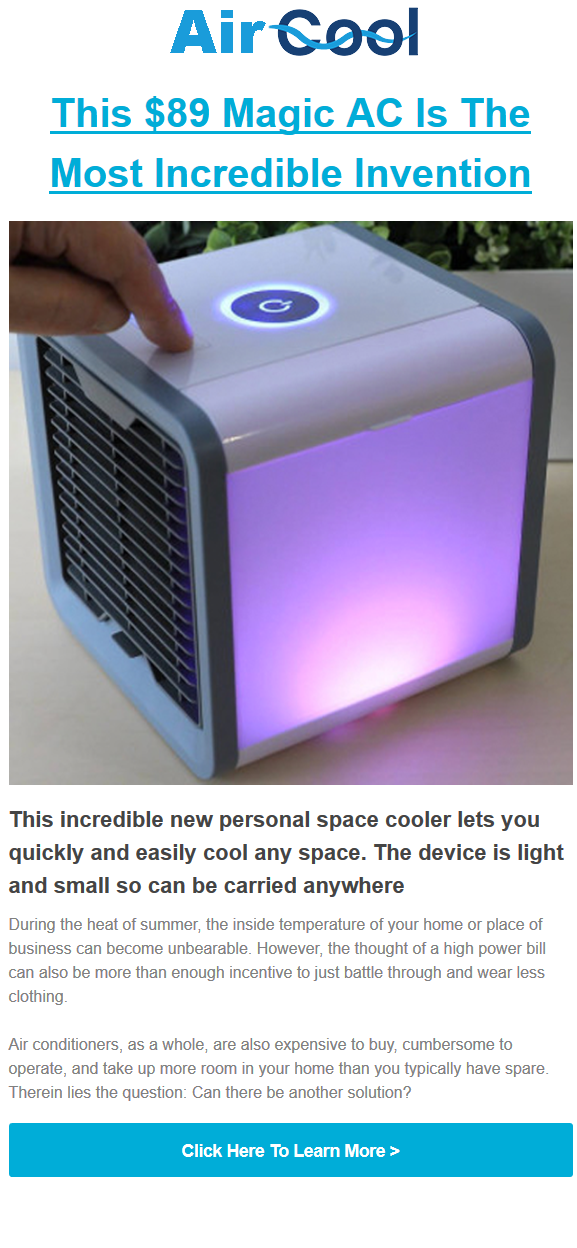 Air Cool
This $89 Magic AC Is The
Most Incredible Invention
This incredible new personal space cooler lets you
quickly and easily cool any space. The device is light
and small so can be carried anywhere
During the heat of summer, the inside temperature of your home or place of
business can become unbearable. However, the thought of a high power bill
can also be more than enough incentive to just battle through and wear less
clothing.
Air conditioners, as a whole, are also expensive to buy, cumbersome to
operate, and take up more room in your home than you typically have spare.
Therein lies the question: Can there be another solution?
Click Here To Learn More >